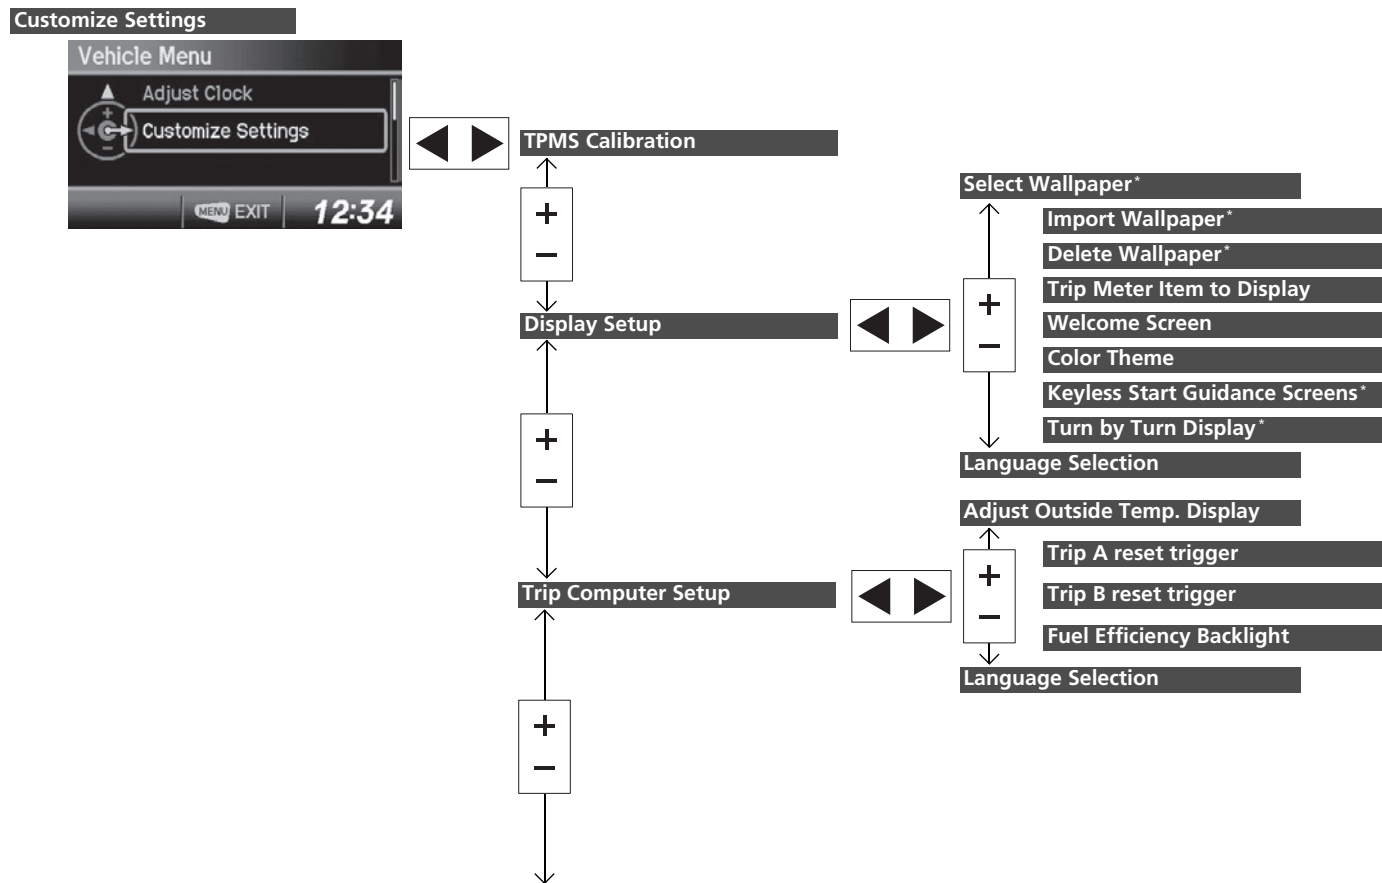 Customize Settings
Vehicle Menu
Adjust Clock
Customize Settings
MENU EXIT 12:34
TPMS Calibration
+
−
Display Setup
+
−
Trip Computer Setup
+
−
Select Wallpaper*
Import Wallpaper*
Delete Wallpaper*
Trip Meter Item to Display
Welcome Screen
Color Theme
Keyless Start Guidance Screens*
Turn by Turn Display*
+
−
Language Selection
Adjust Outside Temp. Display
Trip A reset trigger
Trip B reset trigger
Fuel Efficiency Backlight
+
−
Language Selection